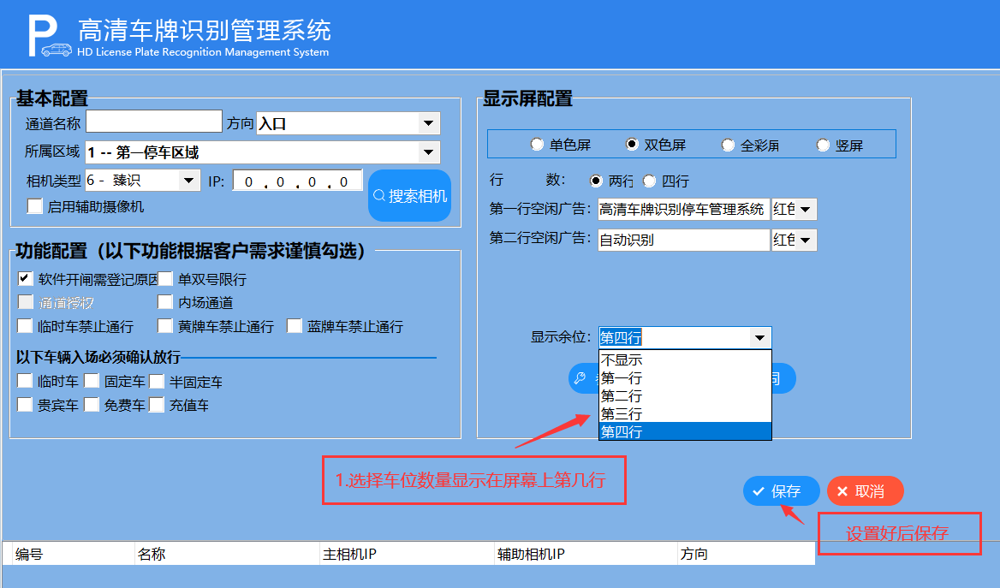 P
高清车牌识别管理系统
HD License Plate Recognition Management System
基本配置
通道名称 方向 入口
所属区域 1 -- 第一停车区域
相机类型 6 - 臻识 IP: 0 . 0 . 0 . 0
搜索相机
启用辅助摄像机
功能配置（以下功能根据客户需求谨慎勾选）
软件开闸需登记原因 单双号限行
通道授权 内场通道
临时车禁止通行 黄牌车禁止通行 蓝牌车禁止通行
以下车辆入场必须确认放行
临时车 固定车 半固定车
贵宾车 免费车 充值车
显示屏配置
单色屏 双色屏 全彩屏 竖屏
行 数: 两行 四行
第一行空闲广告: 高清车牌识别停车管理系统 红色
第二行空闲广告: 自动识别 红色
显示余位: 第四行
不显示
第一行
第二行
第三行
第四行
1.选择车位数量显示在屏幕上第几行
保存 取消
设置好后保存
编号 名称 主相机IP 辅助相机IP 方向